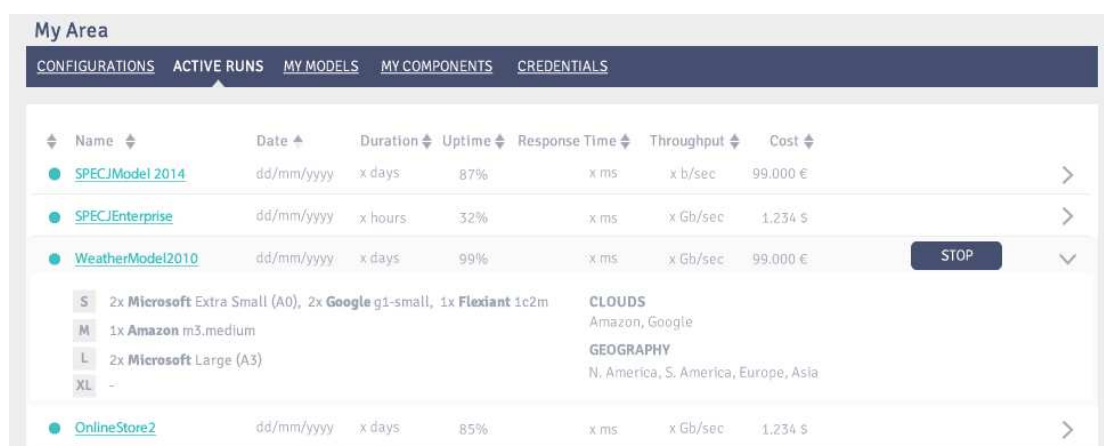 My Area
CONFIGURATIONS ACTIVE RUNS MY MODELS MY COMPONENTS CREDENTIALS
Name Date Duration Uptime Response Time Throughput Cost
SPECJModel 2014 dd/mm/yyyy x days 87% x ms x b/sec 99.000 €
SPECJEnterprise dd/mm/yyyy x hours 32% x ms x Gb/sec 1.234 $
WeatherModel2010 dd/mm/yyyy x days 99% x ms x Gb/sec 99.000 € STOP
S 2x Microsoft Extra Small (A0), 2x Google g1-small, 1x Flexiant 1c2m
M 1x Amazon m3.medium
L 2x Microsoft Large (A3)
XL -
CLOUDS
Amazon, Google
GEOGRAPHY
N. America, S. America, Europe, Asia
OnlineStore2 dd/mm/yyyy x days 85% x ms x Gb/sec 1.234 $